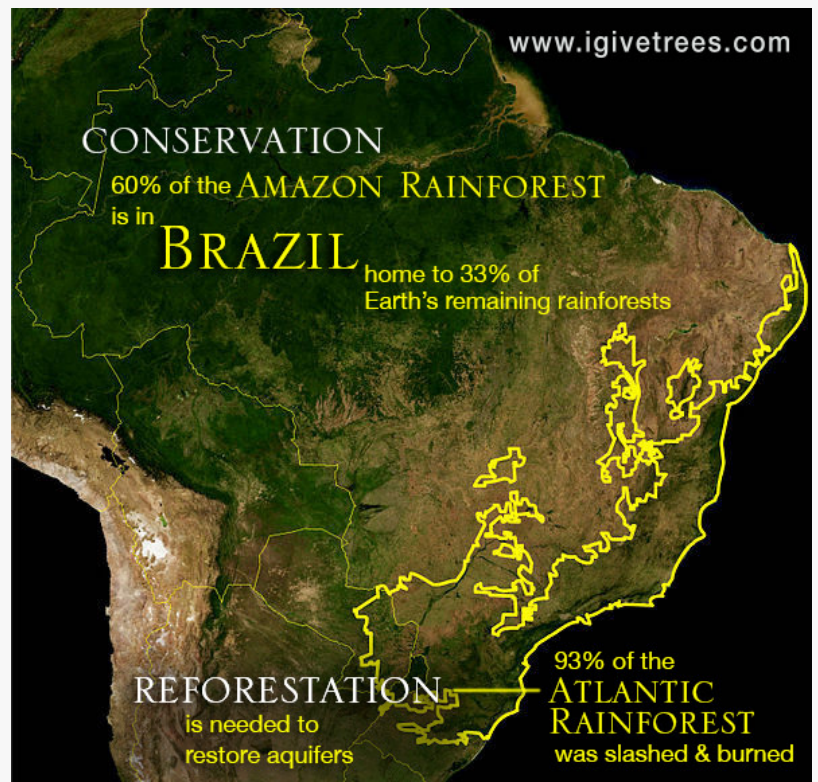 www.igivetrees.com
CONSERVATION
60% of the AMAZON RAINFOREST
is in
BRAZIL
home to 33% of
Earth's remaining rainforests
REFORESTATION
is needed to
restore aquifers
93% of the
ATLANTIC
RAINFOREST
was slashed & burned